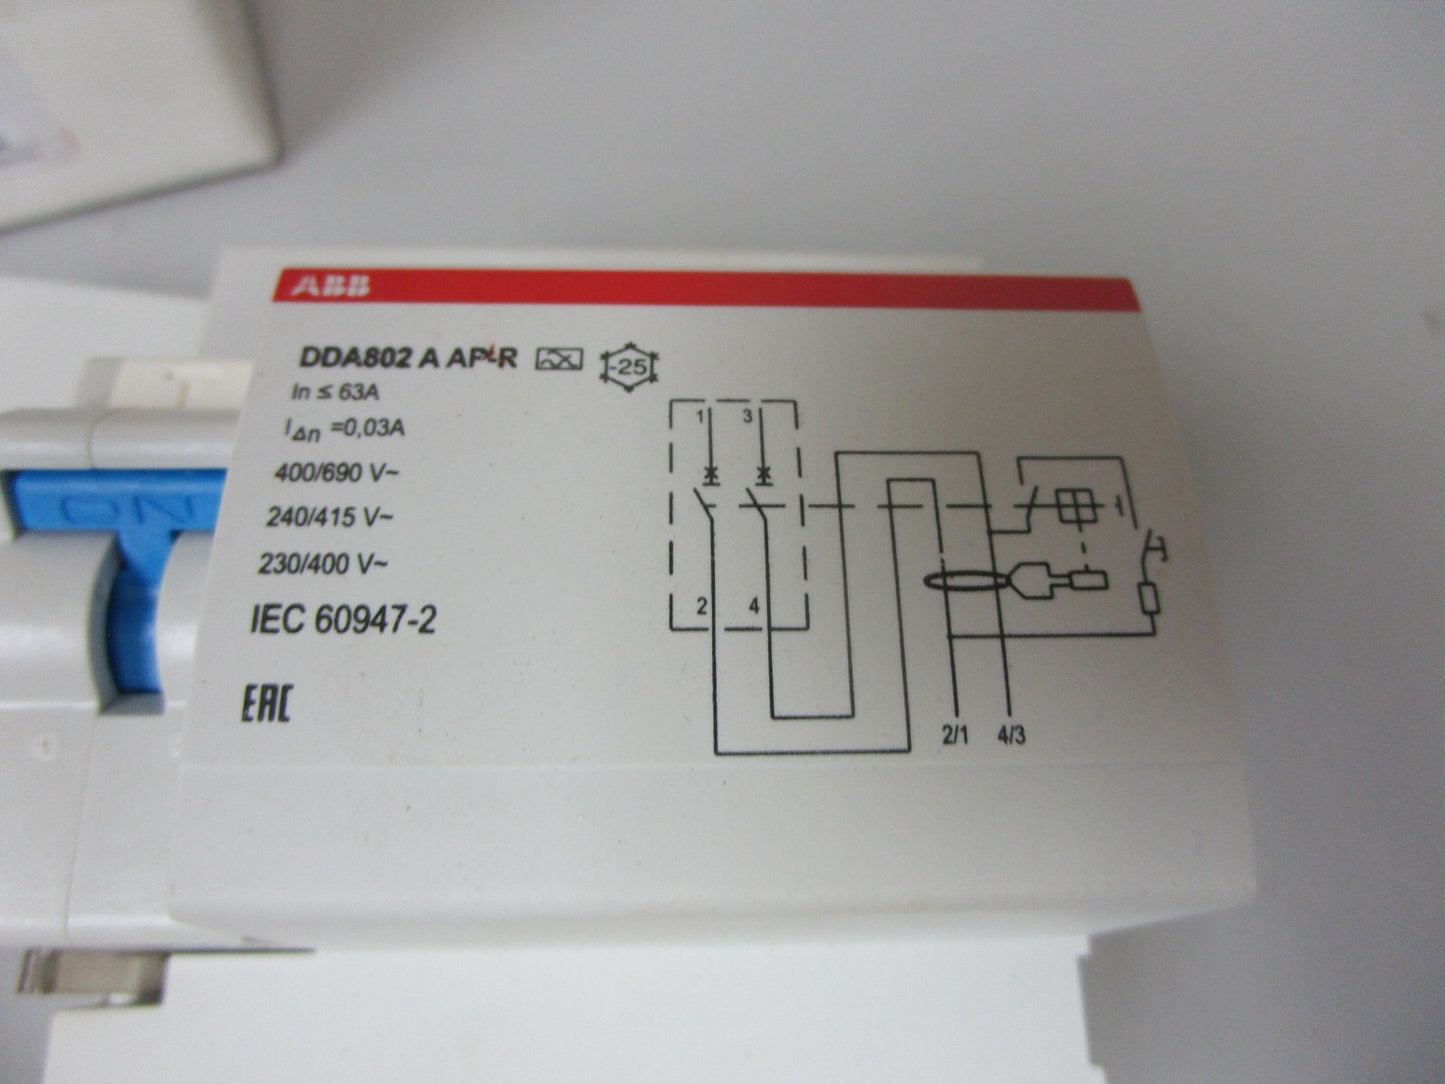 ABB
DDA802 A AP-R
-25
In ≤ 63A
IΔn =0,03A
400/690 V~
240/415 V~
230/400 V~
IEC 60947-2
EAC
1 3
2 4
2/1 4/3
ON